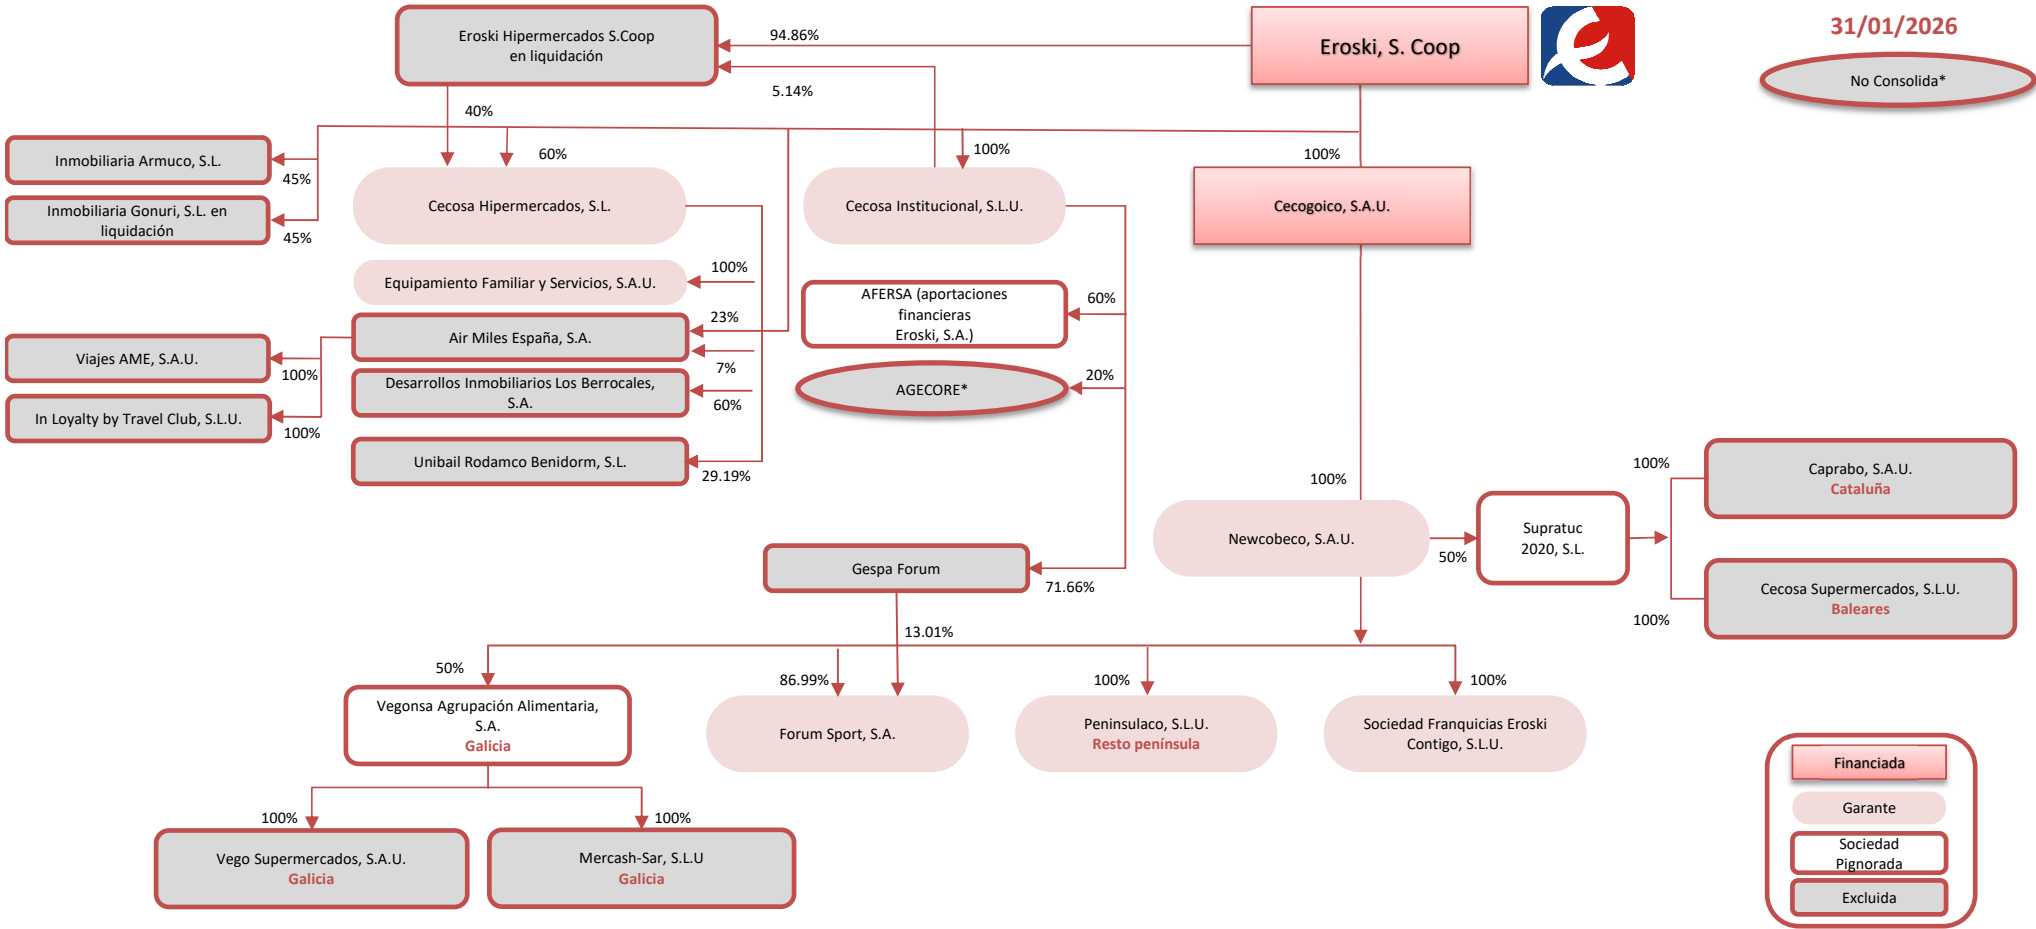 Eroski Hipermercados S.Coop
en liquidación
94.86%
Eroski, S. Coop
31/01/2026
No Consolida*
5.14%
40%
Inmobiliaria Armuco, S.L.
45%
60%
100%
100%
Inmobiliaria Gonuri, S.L. en
liquidación
45%
Cecosa Hipermercados, S.L.
Cecosa Institucional, S.L.U.
Cecogoico, S.A.U.
Equipamiento Familiar y Servicios, S.A.U.
100%
AFERSA (aportaciones
financieras
Eroski, S.A.)
60%
Air Miles España, S.A.
23%
7%
Viajes AME, S.A.U.
100%
Desarrollos Inmobiliarios Los Berrocales,
S.A.
60%
AGECORE*
20%
In Loyalty by Travel Club, S.L.U.
100%
Unibail Rodamco Benidorm, S.L.
29.19%
100%
100%
Caprabo, S.A.U.
Cataluña
Newcobeco, S.A.U.
50%
Supratuc
2020, S.L.
Gespa Forum
71.66%
Cecosa Supermercados, S.L.U.
Baleares
100%
13.01%
50%
86.99%
100%
100%
Vegonsa Agrupación Alimentaria,
S.A.
Galicia
Forum Sport, S.A.
Peninsulaco, S.L.U.
Resto península
Sociedad Franquicias Eroski
Contigo, S.L.U.
100%
100%
Vego Supermercados, S.A.U.
Galicia
Mercash-Sar, S.L.U
Galicia
Financiada
Garante
Sociedad
Pignorada
Excluida